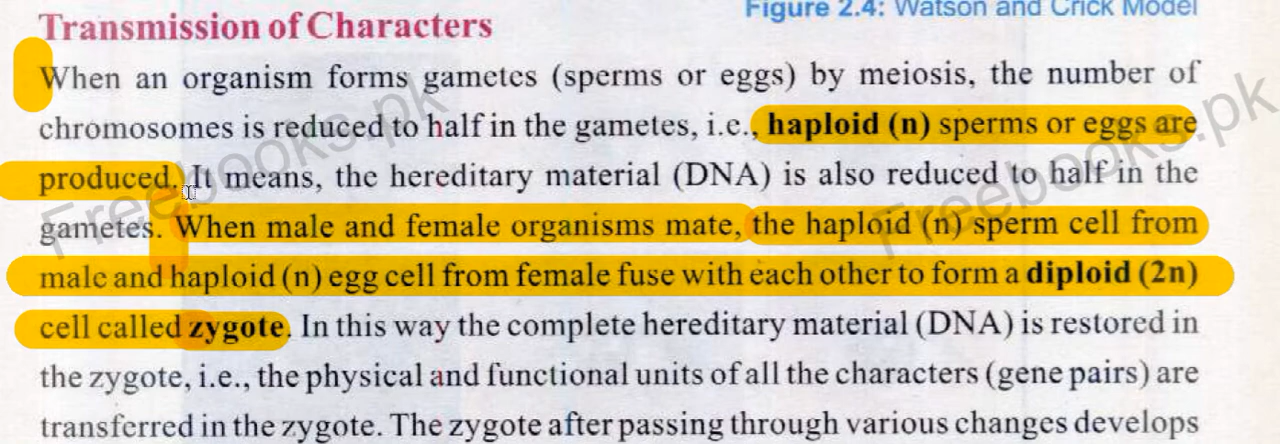 Figure 2.4: Watson and Crick Model
Transmission of Characters
When an organism forms gametes (sperms or eggs) by meiosis, the number of
chromosomes is reduced to half in the gametes, i.e., haploid (n) sperms or eggs are
produced. It means, the hereditary material (DNA) is also reduced to half in the
gametes. When male and female organisms mate, the haploid (n) sperm cell from
male and haploid (n) egg cell from female fuse with each other to form a diploid (2n)
cell called zygote. In this way the complete hereditary material (DNA) is restored in
the zygote, i.e., the physical and functional units of all the characters (gene pairs) are
transferred in the zygote. The zygote after passing through various changes develops
Freebooks.pk
Freebooks.pk